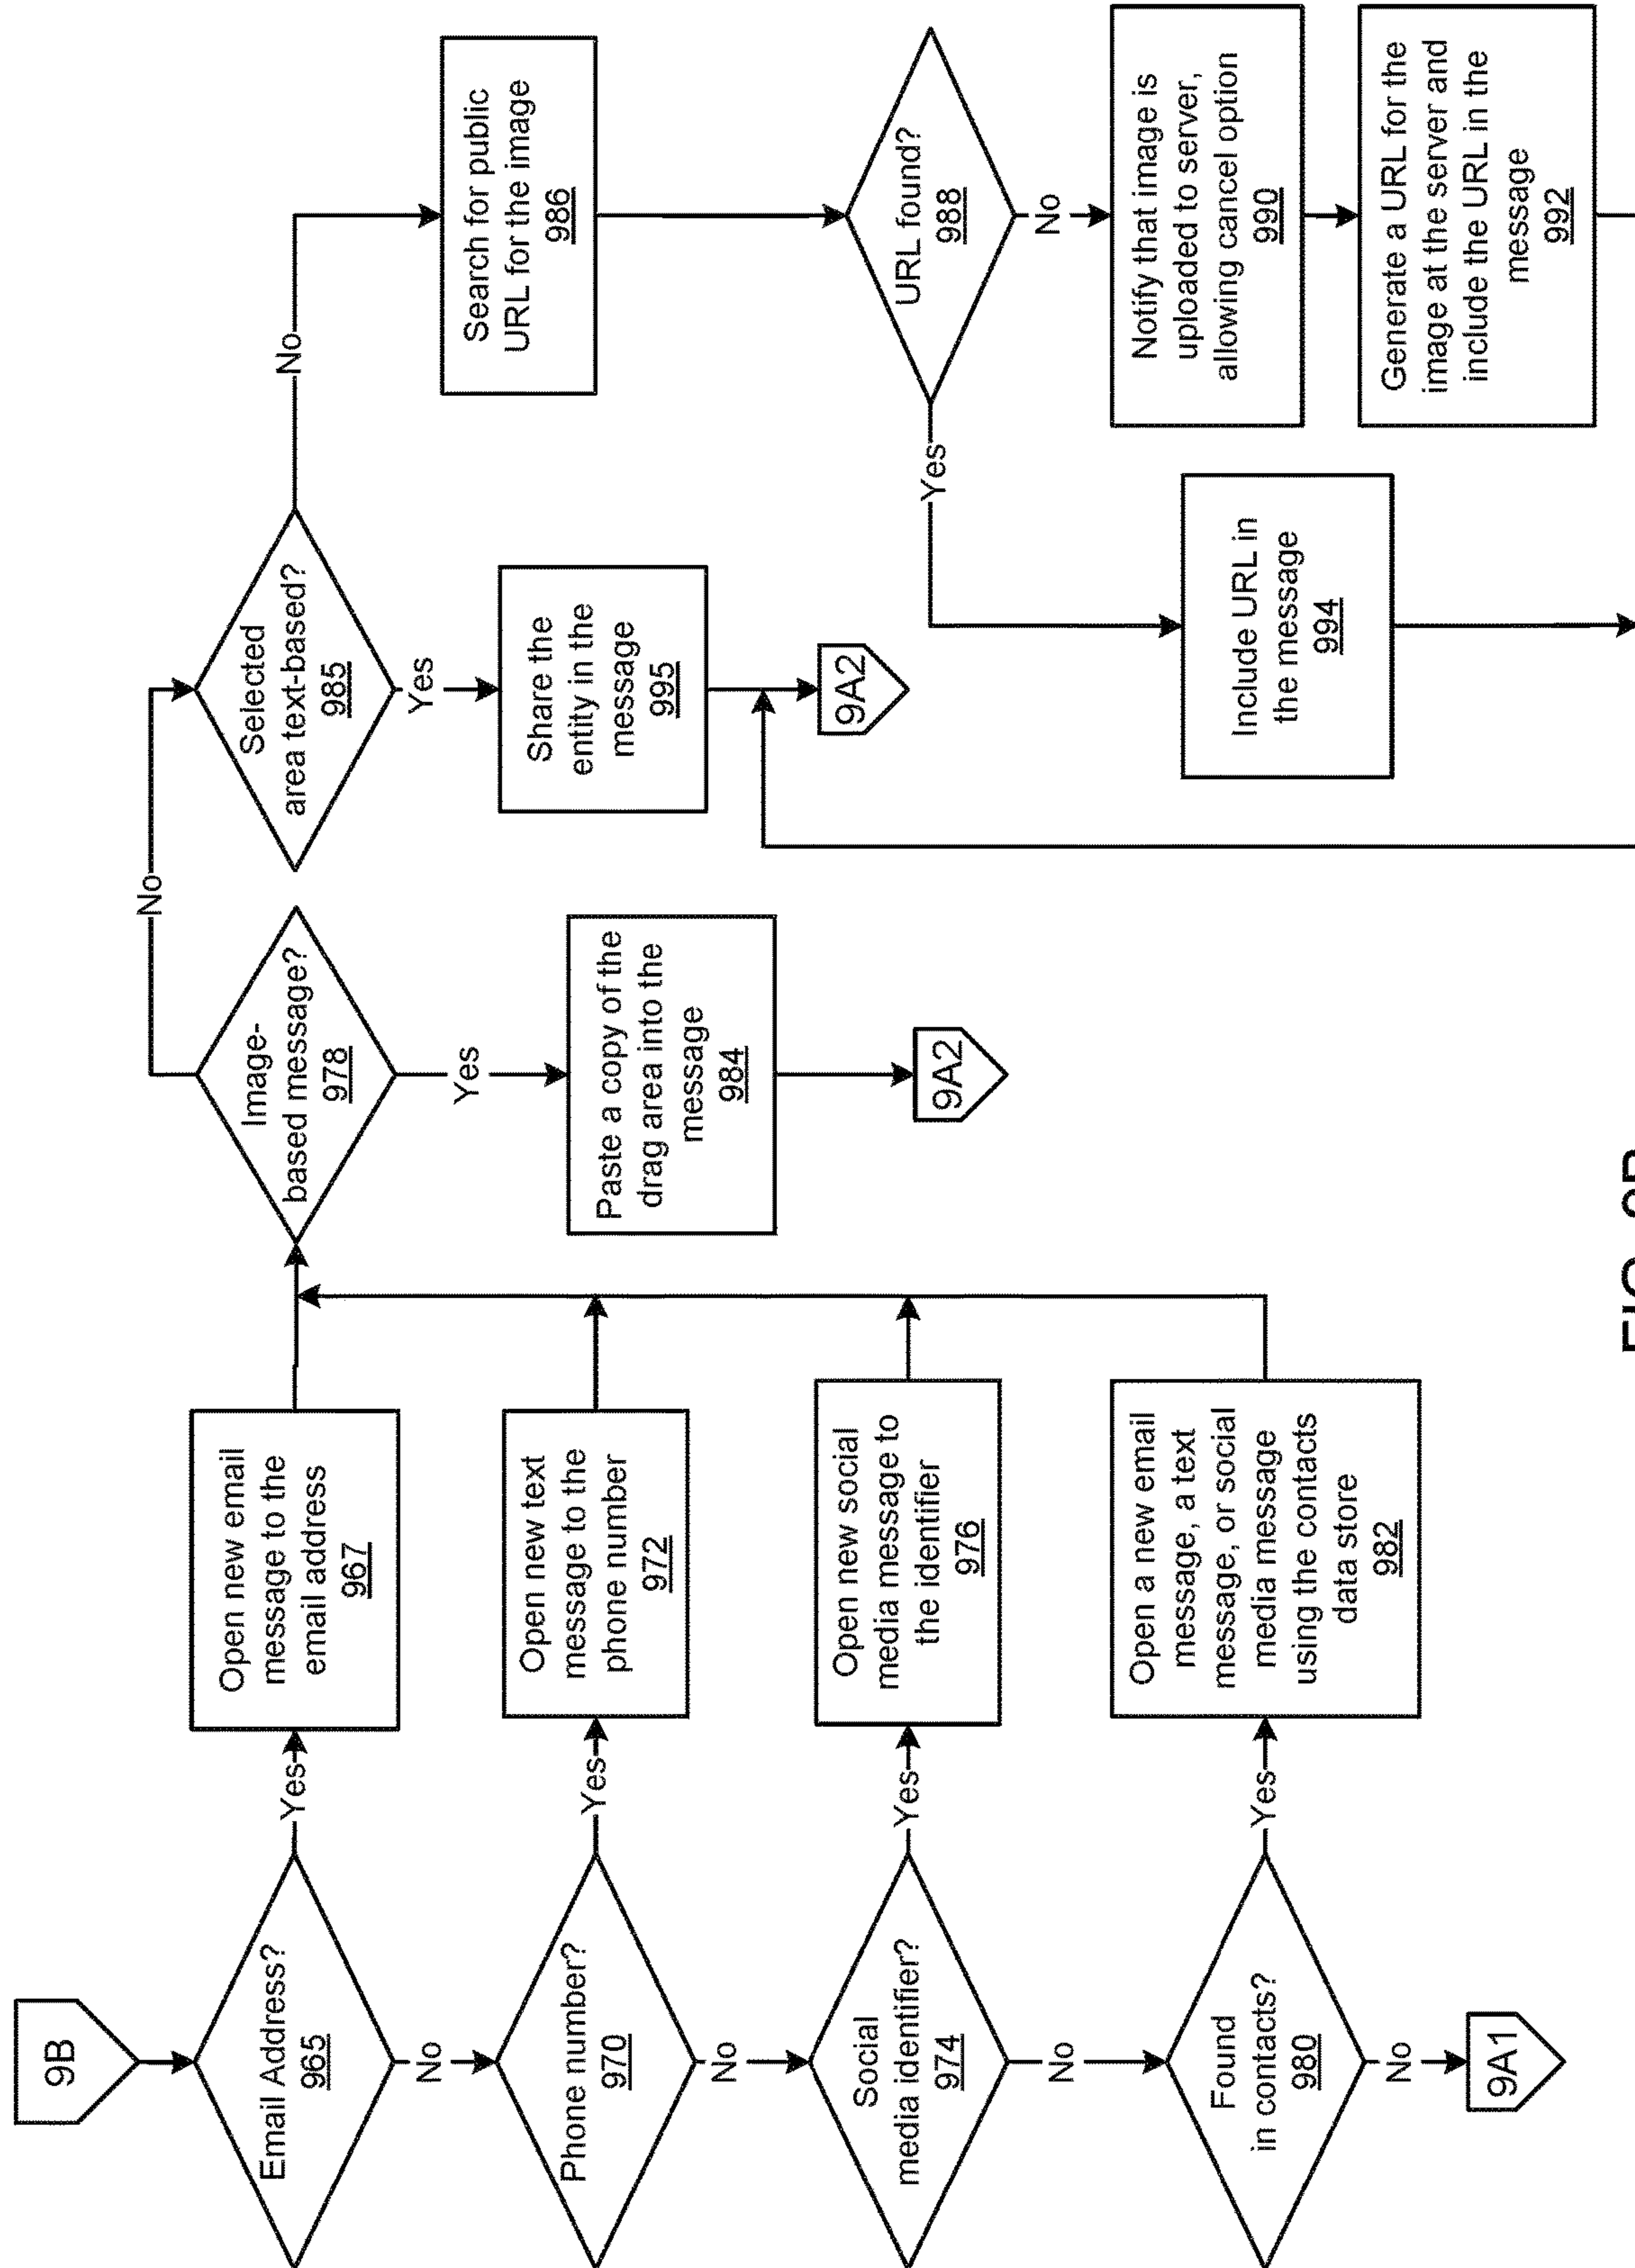 9B
Email Address?
965
Yes
Open new email
message to the
email address
967
No
Phone number?
970
Yes
Open new text
message to the
phone number
972
No
Social
media identifier?
974
Yes
Open new social
media message to
the identifier
976
No
Found
in contacts?
980
Yes
Open a new email
message, a text
message, or social
media message
using the contacts
data store
982
No
9A1
Image-
based message?
978
No
Yes
Paste a copy of the
drag area into the
message
984
9A2
Selected
area text-based?
985
No
Yes
Share the
entity in the
message
995
9A2
Search for public
URL for the image
986
URL found?
988
Yes
Include URL in
the message
994
No
Notify that image is
uploaded to server,
allowing cancel option
990
Generate a URL for the
image at the server and
include the URL in the
message
992